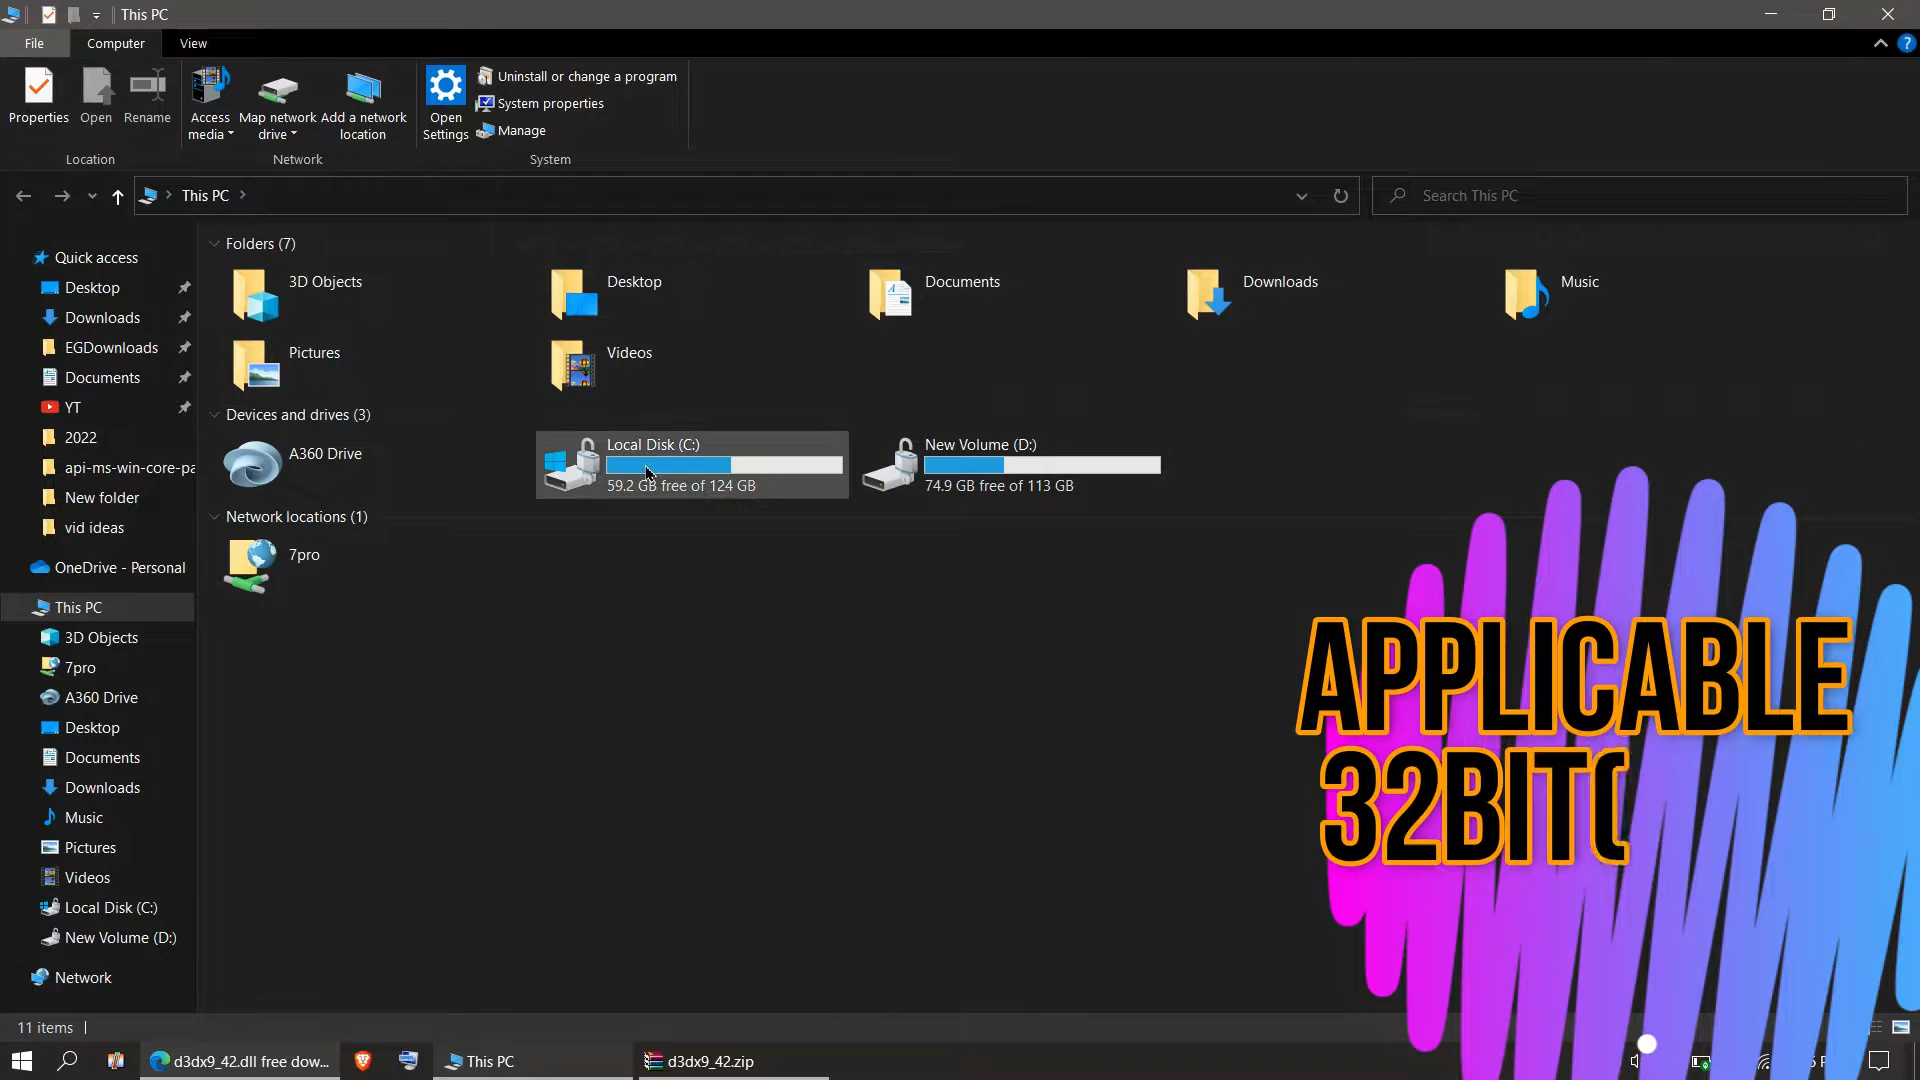 This PC
File
Computer
View
Properties
Open
Rename
Access media
Map network drive
Add a network location
Open Settings
Uninstall or change a program
System properties
Manage
Location
Network
System
This PC
Search This PC
Quick access
Desktop
Downloads
EGDownloads
Documents
YT
2022
api-ms-win-core-pa
New folder
vid ideas
OneDrive - Personal
This PC
3D Objects
7pro
A360 Drive
Desktop
Documents
Downloads
Music
Pictures
Videos
Local Disk (C:)
New Volume (D:)
Network
Folders (7)
3D Objects
Desktop
Documents
Downloads
Music
Pictures
Videos
Devices and drives (3)
A360 Drive
Local Disk (C:)
59.2 GB free of 124 GB
New Volume (D:)
74.9 GB free of 113 GB
Network locations (1)
7pro
APPLICABLE
32BIT
11 items
d3dx9_42.dll free dow...
This PC
d3dx9_42.zip